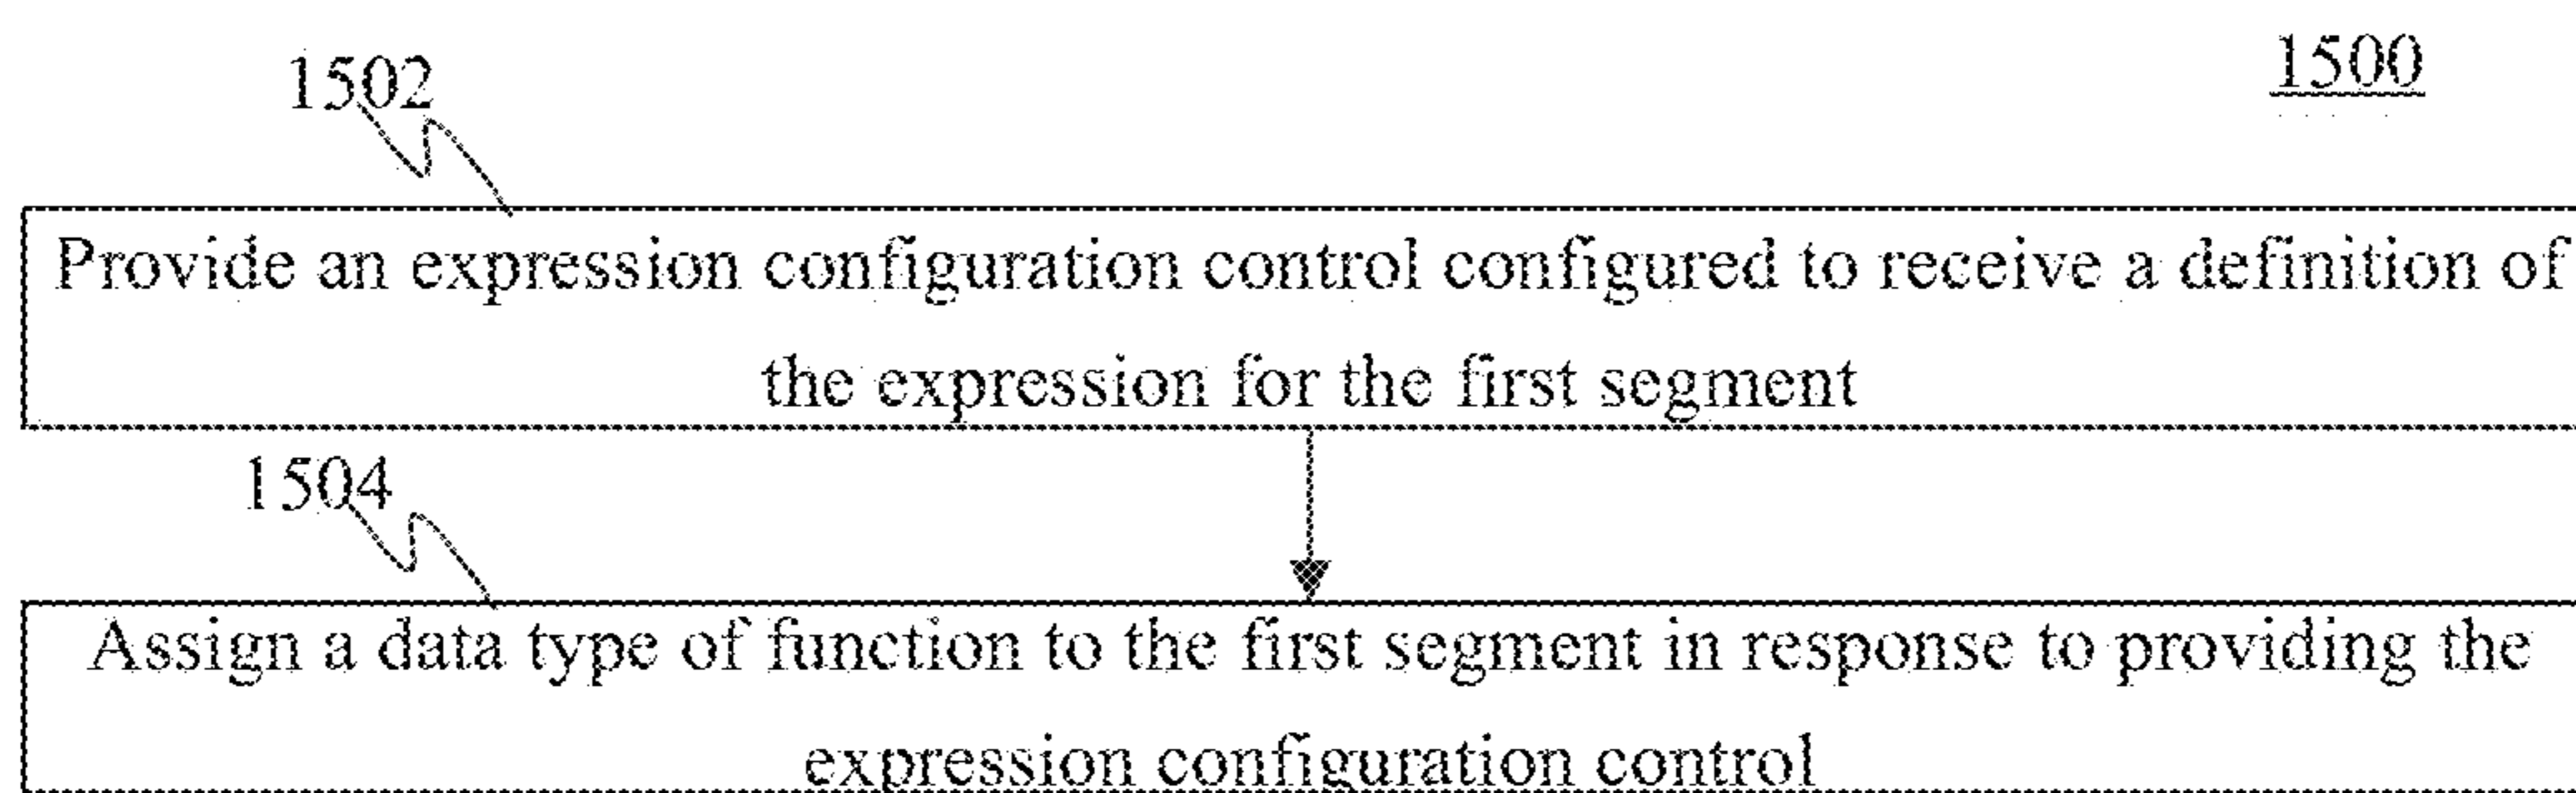 1502
1500
Provide an expression configuration control configured to receive a definition of
the expression for the first segment
1504
Assign a data type of function to the first segment in response to providing the
expression configuration control